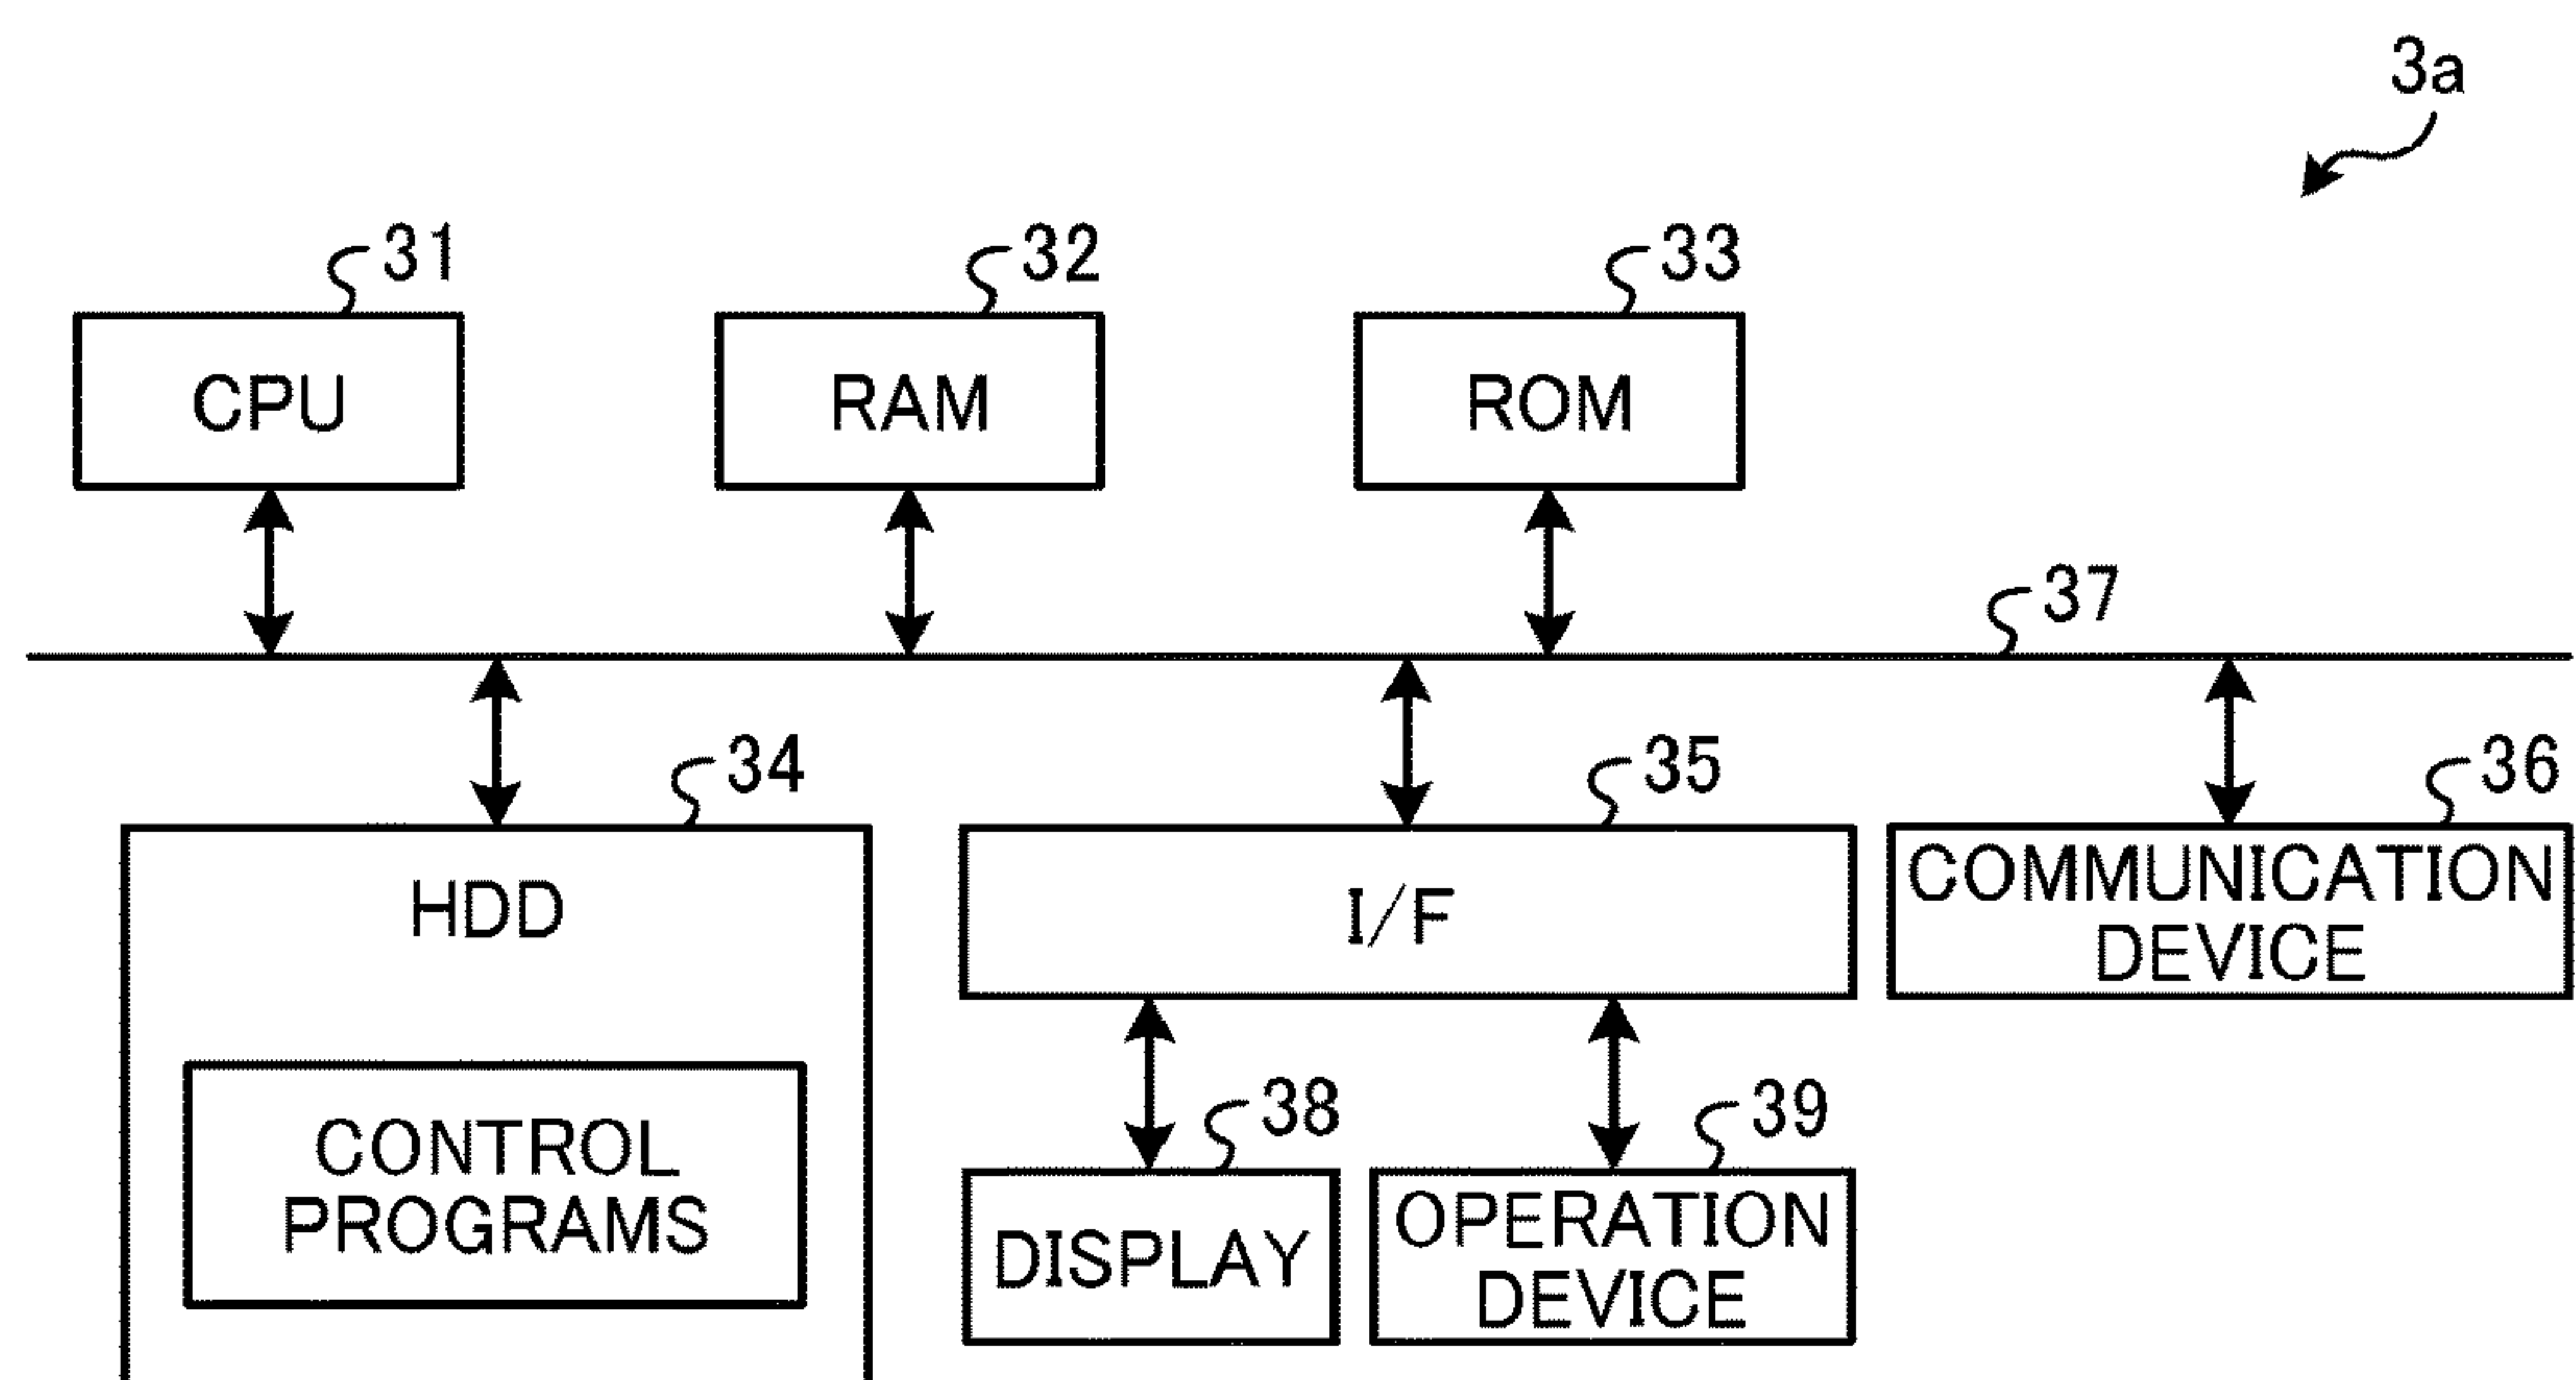 3a
31
32
33
CPU
RAM
ROM
37
34
35
36
HDD
I/F
COMMUNICATION
DEVICE
38
39
CONTROL
PROGRAMS
DISPLAY
OPERATION
DEVICE